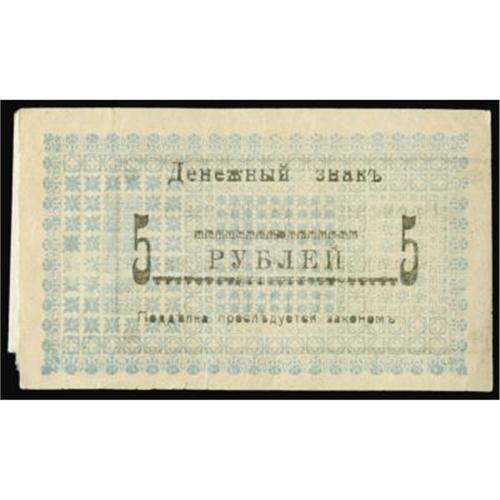 Денежный знакъ
5 РУБЛЕЙ 5
Подделка преследуется закономъ